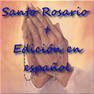 Santo Rosario
+
Edición en
español